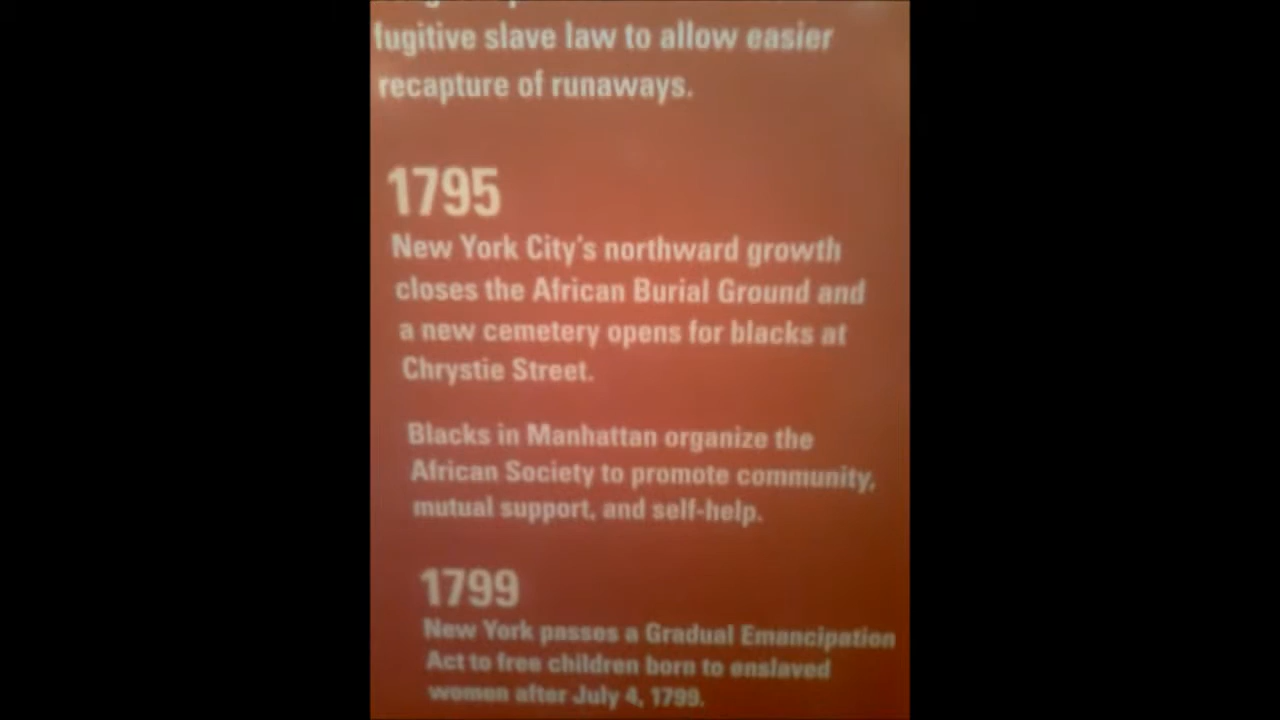 fugitive slave law to allow easier
recapture of runaways.
1795
New York City's northward growth
closes the African Burial Ground and
a new cemetery opens for blacks at
Chrystie Street.
Blacks in Manhattan organize the
African Society to promote community,
mutual support, and self-help.
1799
New York passes a Gradual Emancipation
Act to free children born to enslaved
women after July 4, 1799.